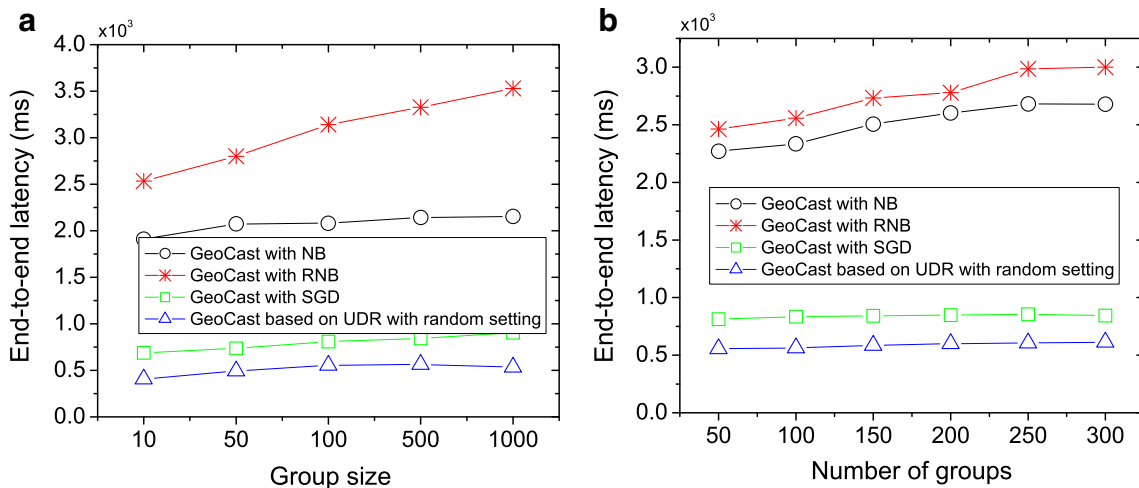 a
×10³
End-to-end latency (ms)
4.0
3.5
3.0
2.5
2.0
1.5
1.0
0.5
0.0
GeoCast with NB
GeoCast with RNB
GeoCast with SGD
GeoCast based on UDR with random setting
10 50 100 500 1000
Group size
b
×10³
End-to-end latency (ms)
3.0
2.5
2.0
1.5
1.0
0.5
0.0
GeoCast with NB
GeoCast with RNB
GeoCast with SGD
GeoCast based on UDR with random setting
50 100 150 200 250 300
Number of groups